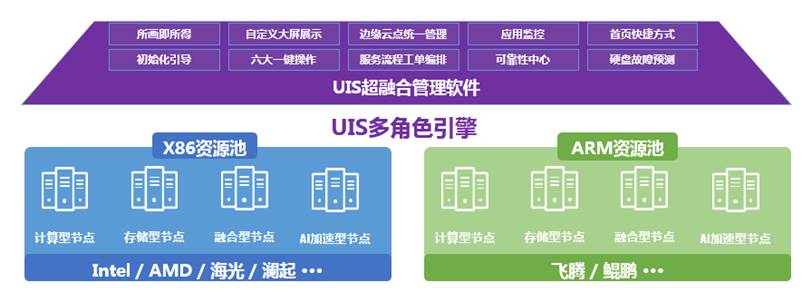 所画即所得 自定义大屏展示 边缘云点统一管理 应用监控 首页快捷方式
初始化引导 六大一键操作 服务流程工单编排 可靠性中心 硬盘故障预测
UIS超融合管理软件
UIS多角色引擎
X86资源池
计算型节点 存储型节点 融合型节点 AI加速型节点
Intel / AMD / 海光 / 澜起 •••
ARM资源池
计算型节点 存储型节点 融合型节点 AI加速型节点
飞腾 / 鲲鹏 •••